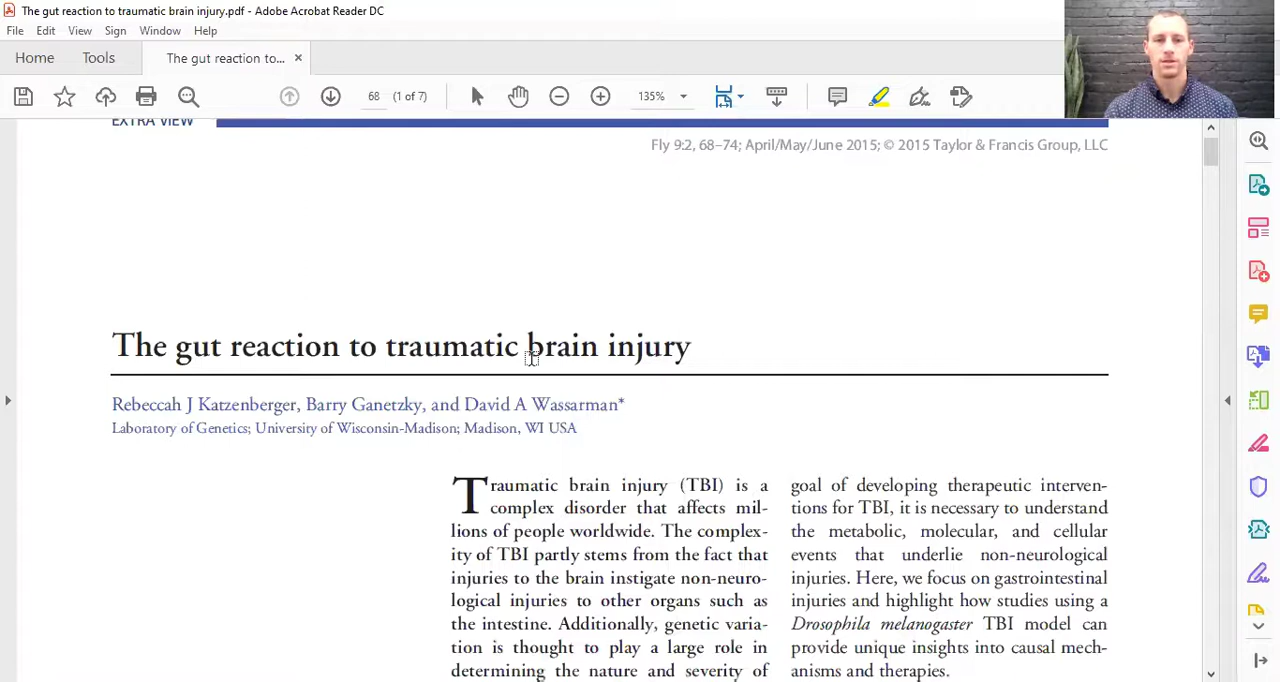 The gut reaction to traumatic brain injury.pdf - Adobe Acrobat Reader DC
File Edit View Sign Window Help
Home Tools The gut reaction to... ×
68 (1 of 7) 135%
EXTRA VIEW
Fly 9:2, 68–74; April/May/June 2015; © 2015 Taylor & Francis Group, LLC
The gut reaction to traumatic brain injury
Rebeccah J Katzenberger, Barry Ganetzky, and David A Wassarman*
Laboratory of Genetics; University of Wisconsin-Madison; Madison, WI USA
Traumatic brain injury (TBI) is a
complex disorder that affects mil-
lions of people worldwide. The complex-
ity of TBI partly stems from the fact that
injuries to the brain instigate non-neuro-
logical injuries to other organs such as
the intestine. Additionally, genetic varia-
tion is thought to play a large role in
determining the nature and severity of
goal of developing therapeutic interven-
tions for TBI, it is necessary to understand
the metabolic, molecular, and cellular
events that underlie non-neurological
injuries. Here, we focus on gastrointestinal
injuries and highlight how studies using a
Drosophila melanogaster TBI model can
provide unique insights into causal mech-
anisms and therapies.